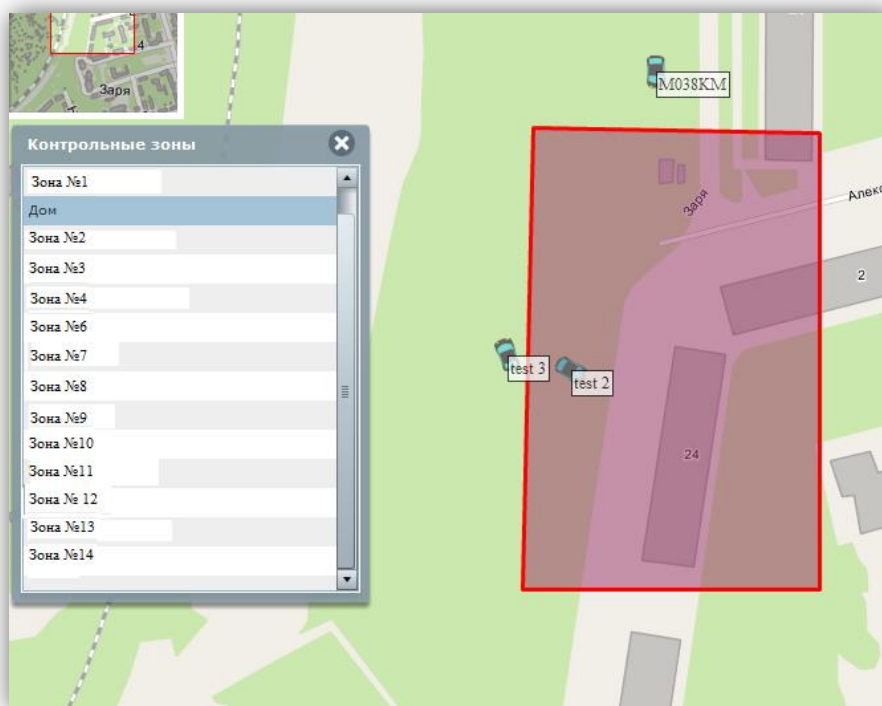 4
Заря
Контрольные зоны
Зона №1
Дом
Зона №2
Зона №3
Зона №4
Зона №6
Зона №7
Зона №8
Зона №9
Зона №10
Зона №11
Зона № 12
Зона №13
Зона №14
M038KM
Заря
Алекс
2
test 3
test 2
24